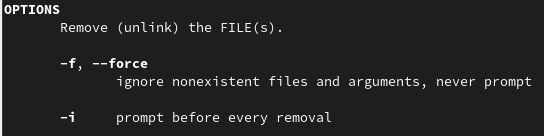 OPTIONS
Remove (unlink) the FILE(s).
-f, --force
ignore nonexistent files and arguments, never prompt
-i     prompt before every removal